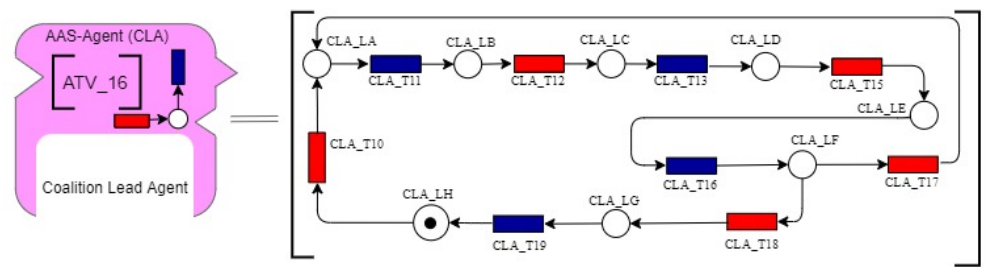 AAS-Agent (CLA)
ATV_16
Coalition Lead Agent
CLA_LA
CLA_LB
CLA_LC
CLA_LD
CLA_T11
CLA_T12
CLA_T13
CLA_T15
CLA_LE
CLA_T10
CLA_LF
CLA_T16
CLA_T17
CLA_LH
CLA_LG
CLA_T19
CLA_T18